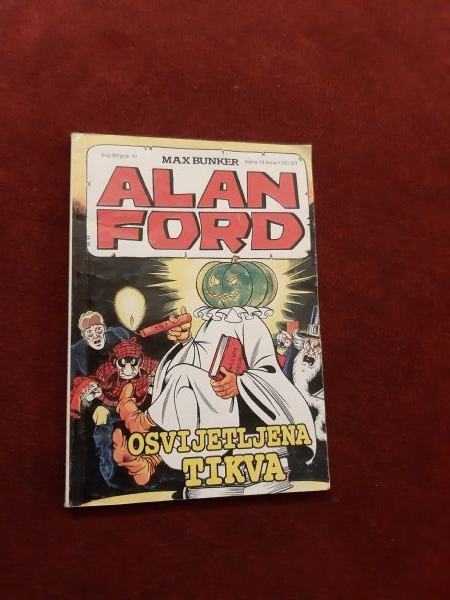 MAX BUNKER
ALAN
FORD
OSVIJETLJENA
TIKVA